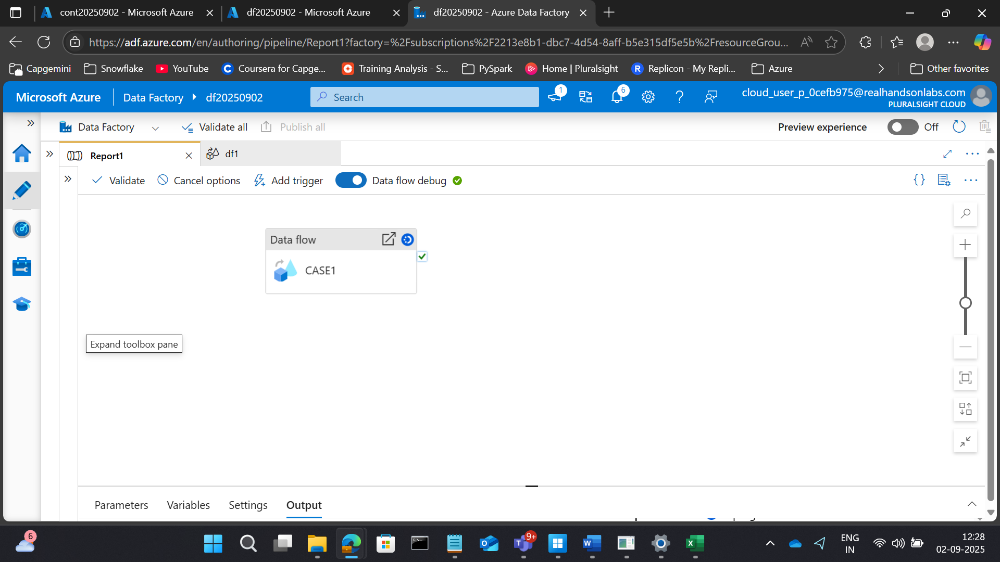 cont20250902 - Microsoft Azure
df20250902 - Microsoft Azure
df20250902 - Azure Data Factory
https://adf.azure.com/en/authoring/pipeline/Report1?factory=%2Fsubscriptions%2F2213e8b1-dbc7-4d54-8aff-b5e315df5e5b%2FresourceGrou...
Capgemini
Snowflake
YouTube
Coursera for Capge...
Training Analysis - S...
PySpark
Home | Pluralsight
Replicon - My Repli...
Azure
Other favorites
Microsoft Azure
Data Factory
df20250902
Search
1
6
cloud_user_p_0cefb975@realhandsonlabs.com
PLURALSIGHT CLOUD
Data Factory
Validate all
Publish all
Preview experience
Off
Report1
df1
Validate
Cancel options
Add trigger
Data flow debug
Data flow
CASE1
Expand toolbox pane
Parameters
Variables
Settings
Output
6
9+
ENG
IN
12:28
02-09-2025